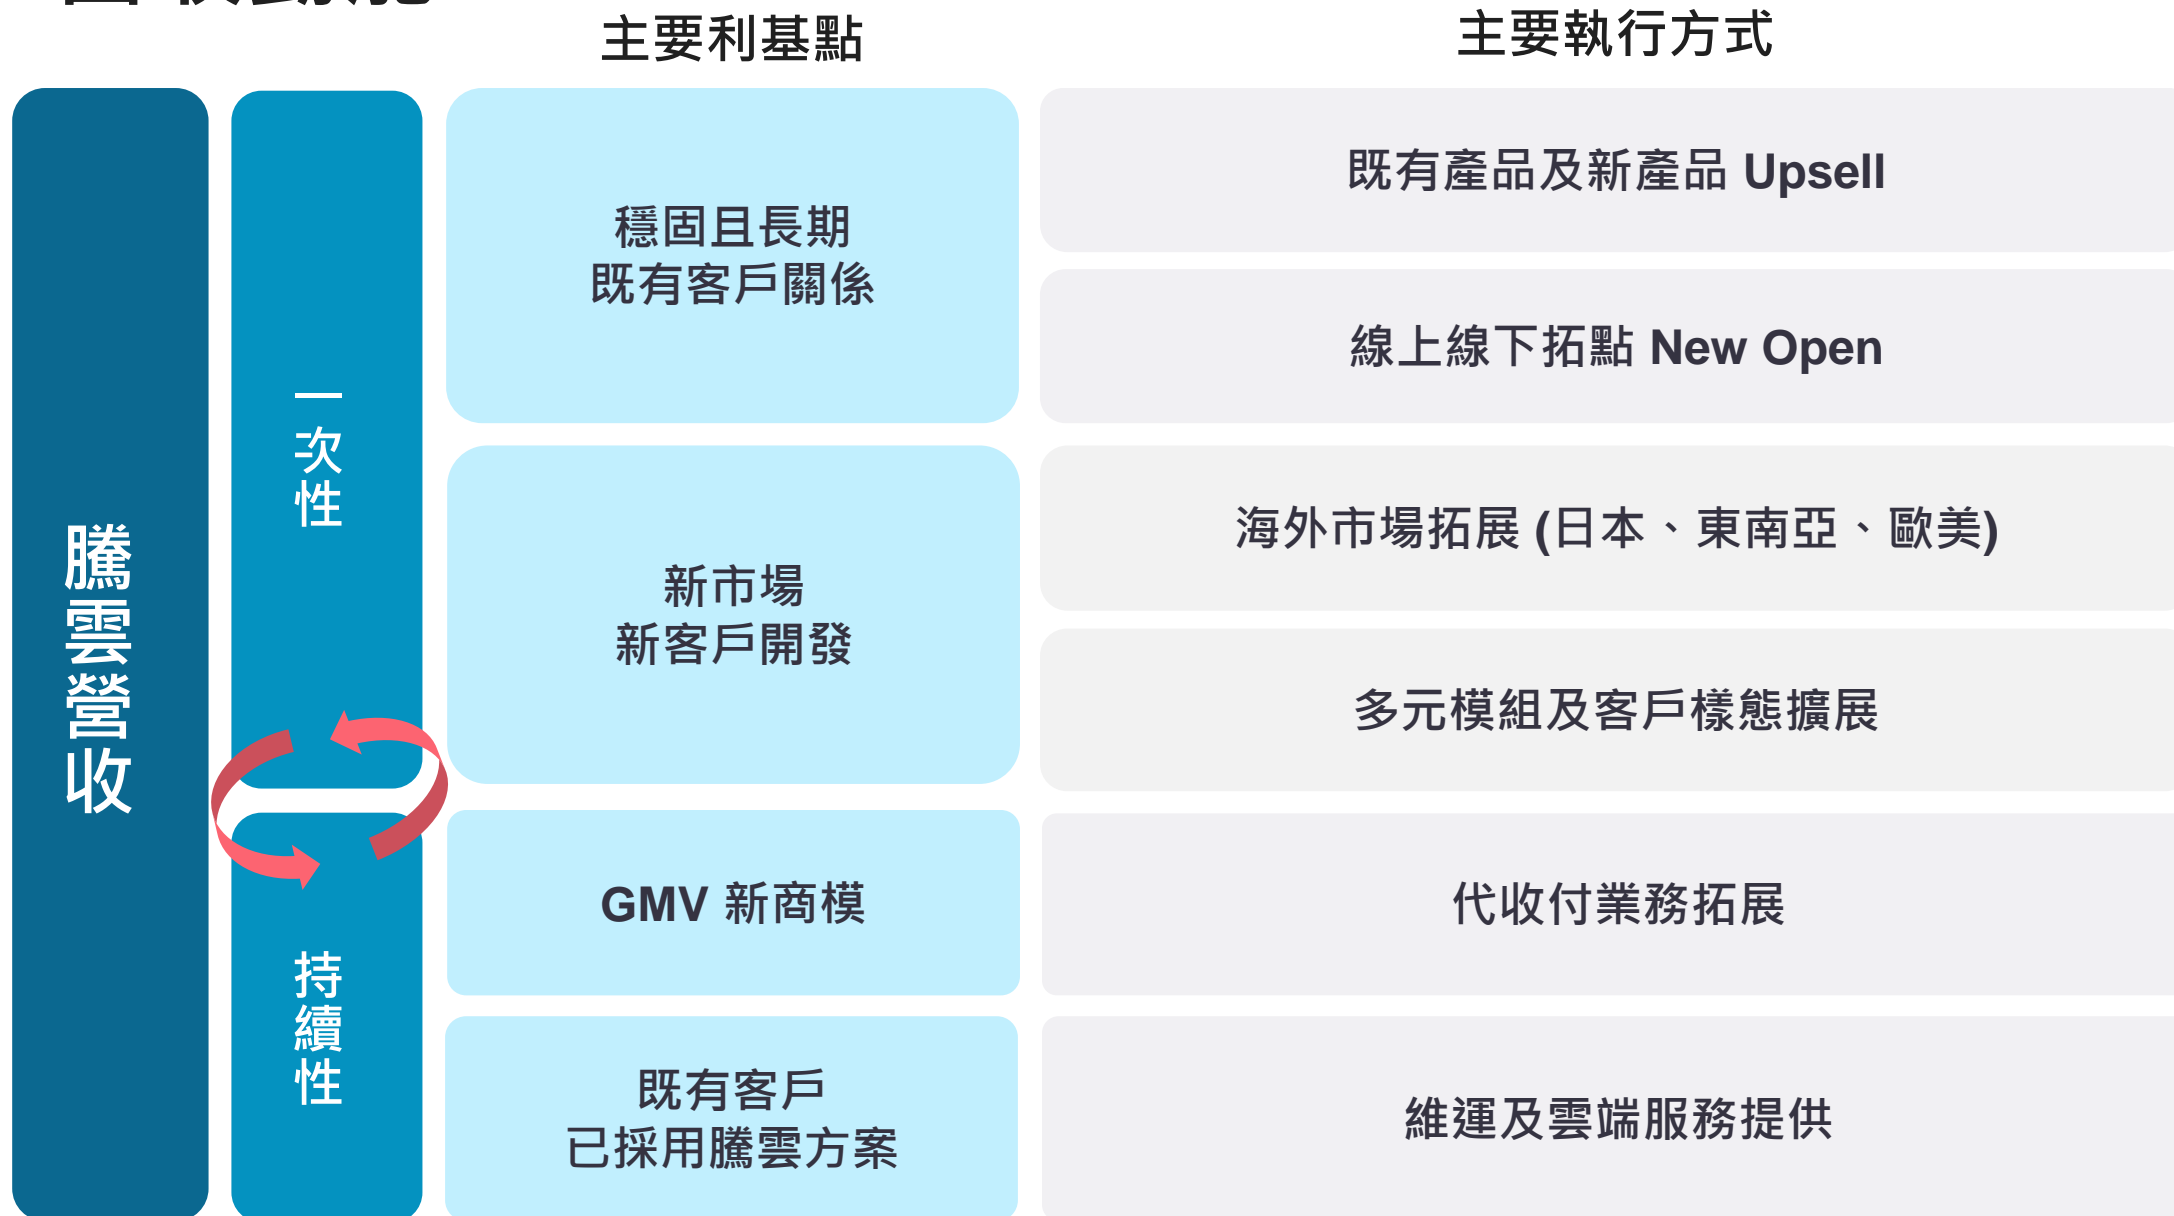 主要利基點
主要執行方式
騰雲營收
一次性
穩固且長期
既有客戶關係
既有產品及新產品 Upsell
線上線下拓點 New Open
新市場
新客戶開發
海外市場拓展 (日本、東南亞、歐美)
多元模組及客戶樣態擴展
持續性
GMV 新商模
代收付業務拓展
既有客戶
已採用騰雲方案
維運及雲端服務提供